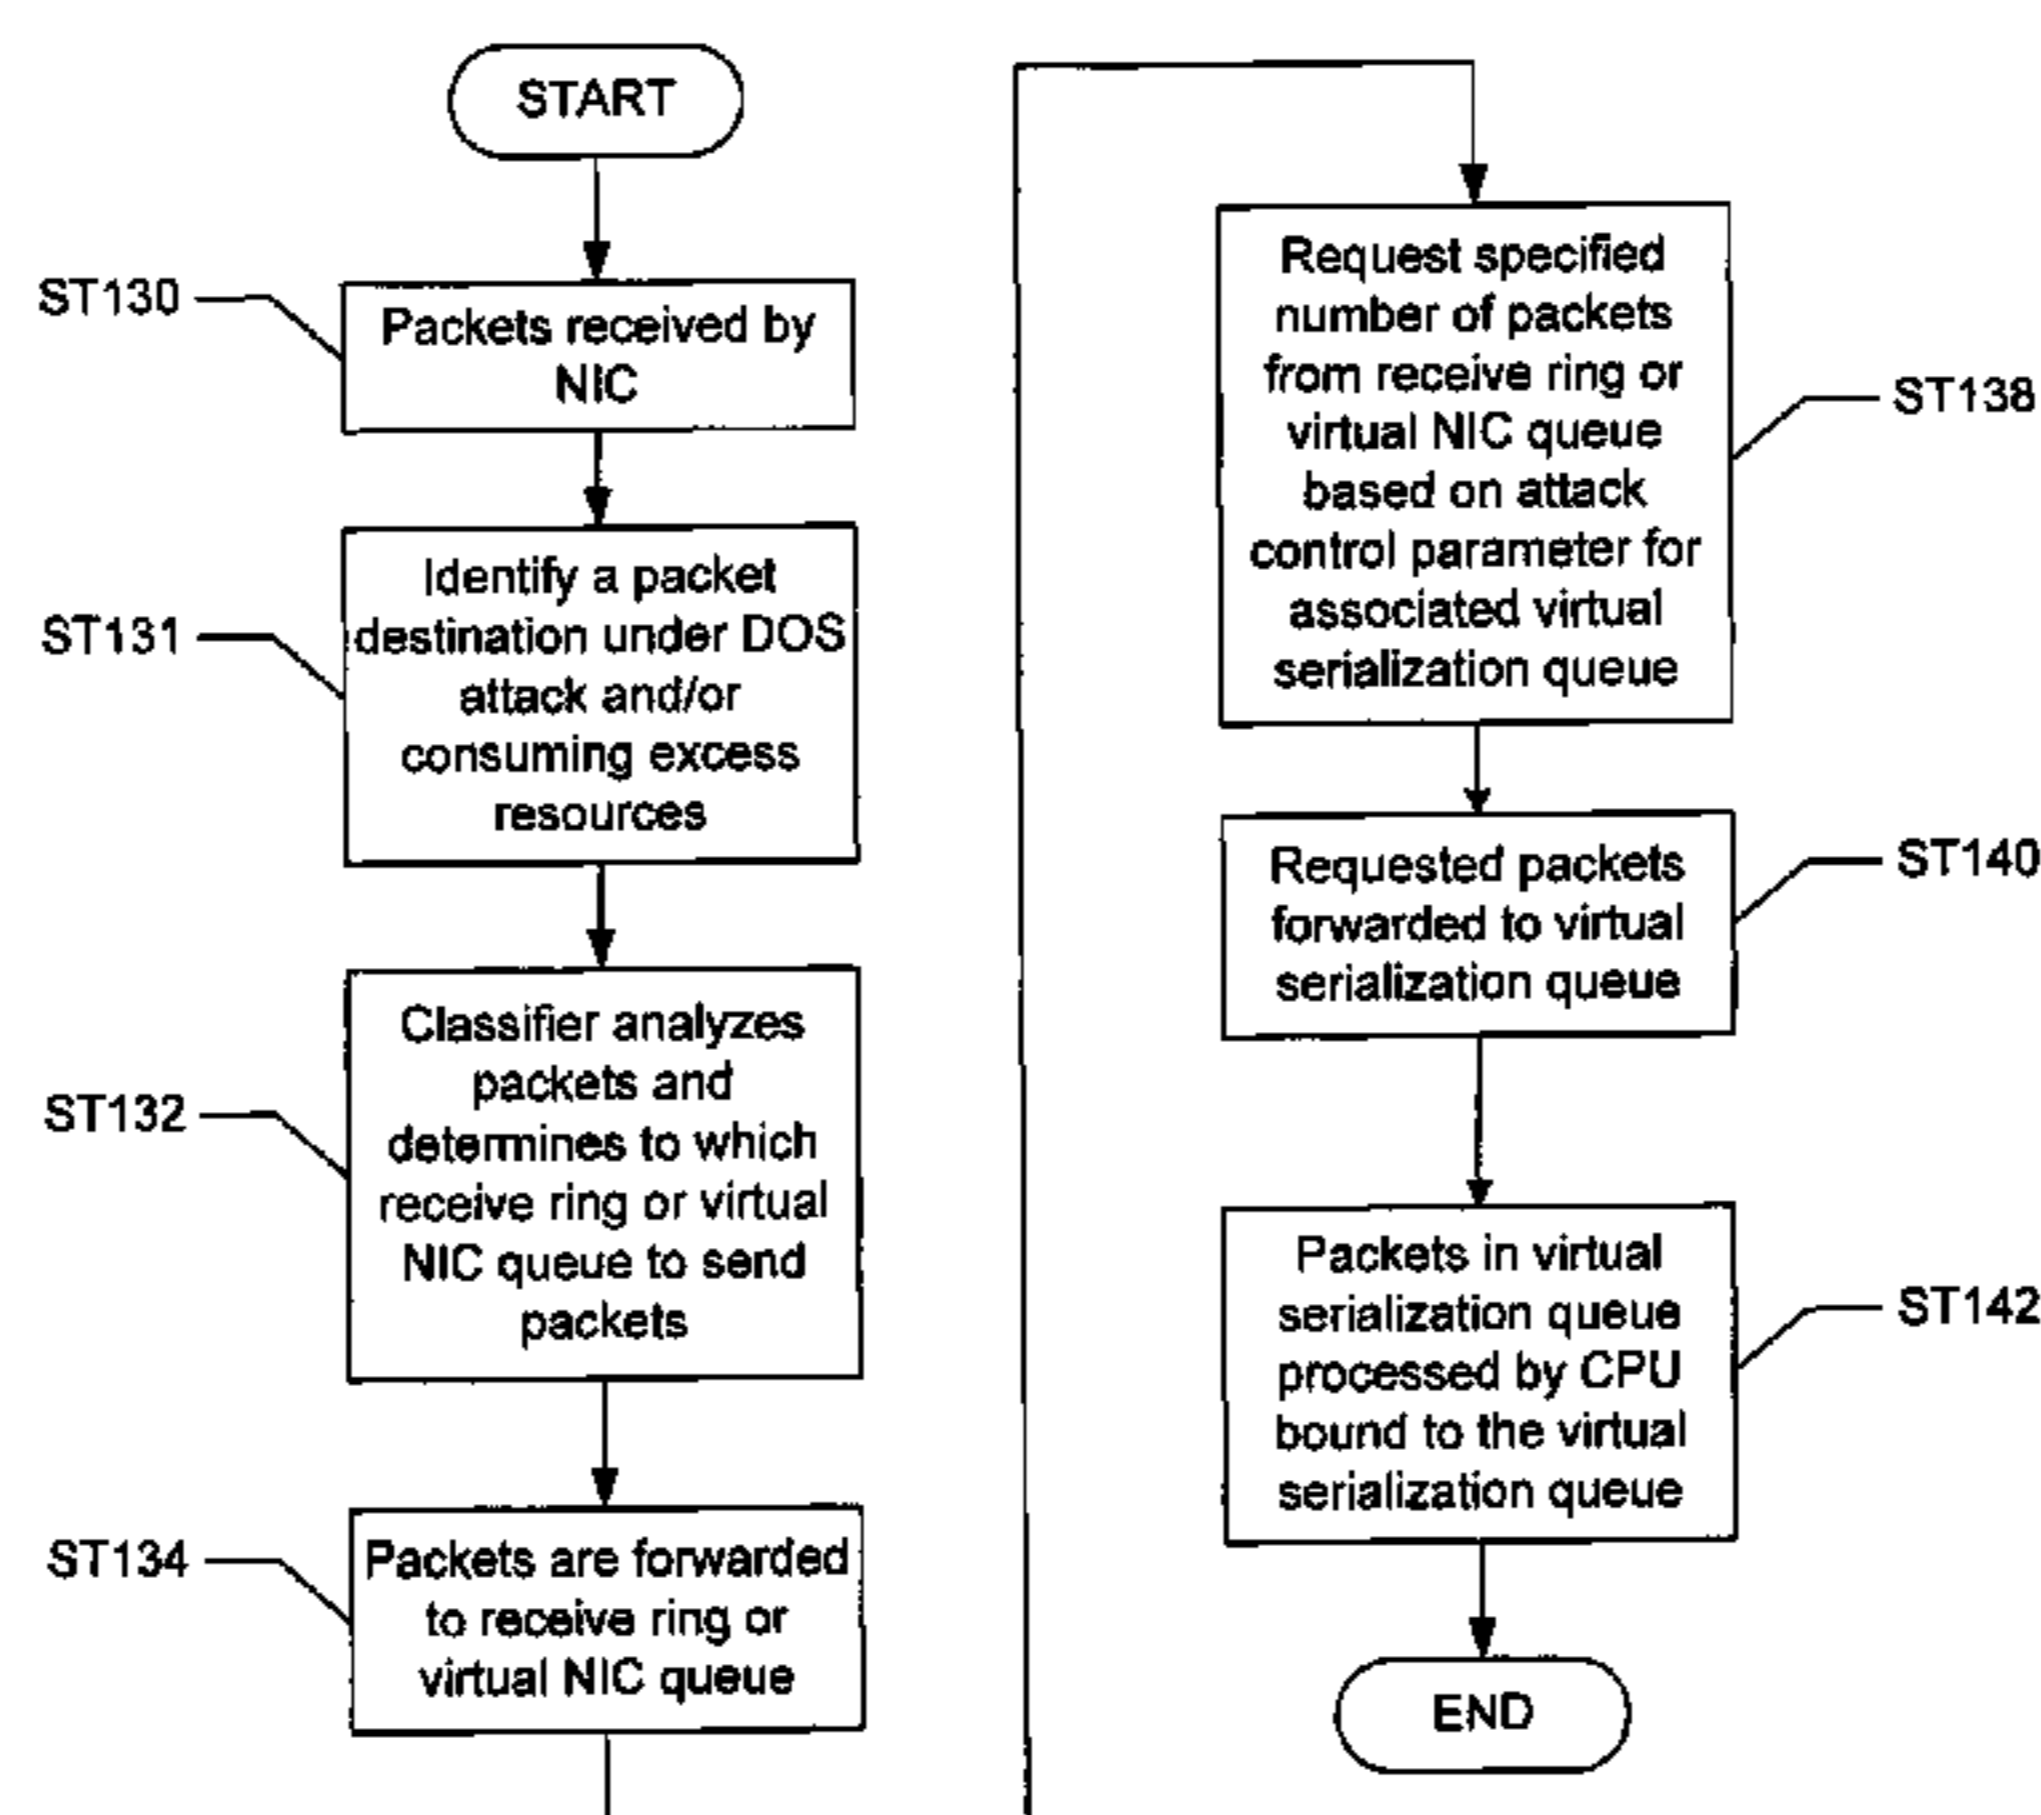 START
ST130
Packets received by
NIC
ST131
Identify a packet
destination under DOS
attack and/or
consuming excess
resources
ST132
Classifier analyzes
packets and
determines to which
receive ring or virtual
NIC queue to send
packets
ST134
Packets are forwarded
to receive ring or
virtual NIC queue
Request specified
number of packets
from receive ring or
virtual NIC queue
based on attack
control parameter for
associated virtual
serialization queue
ST138
Requested packets
forwarded to virtual
serialization queue
ST140
Packets in virtual
serialization queue
processed by CPU
bound to the virtual
serialization queue
ST142
END